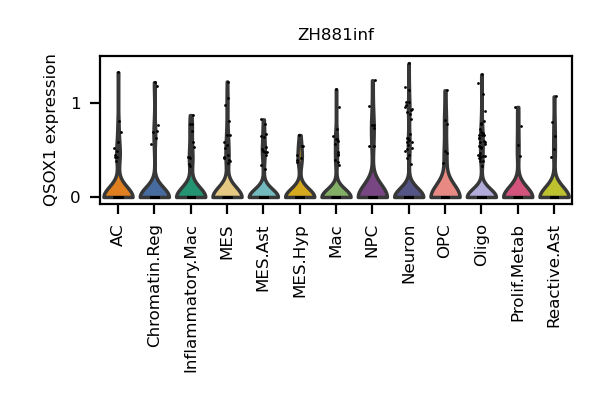 ZH881inf
QSOX1 expression
1
0
AC
Chromatin.Reg
Inflammatory.Mac
MES
MES.Ast
MES.Hyp
Mac
NPC
Neuron
OPC
Oligo
Prolif.Metab
Reactive.Ast